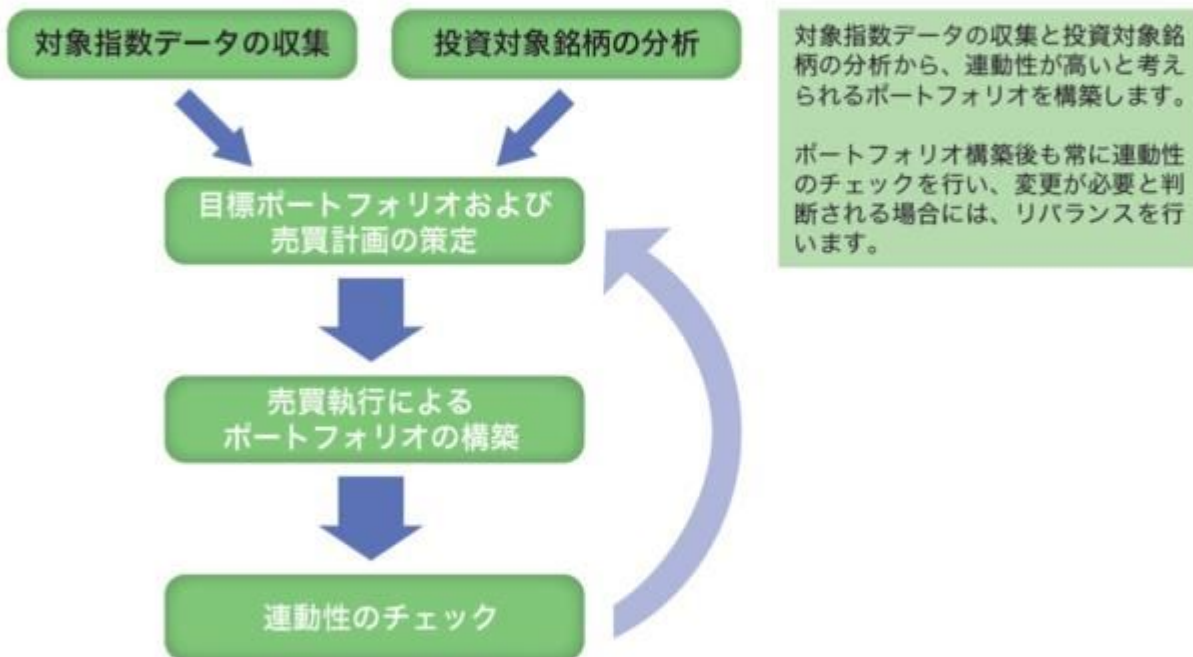 対象指数データの収集
投資対象銘柄の分析
目標ポートフォリオおよび
売買計画の策定
売買執行による
ポートフォリオの構築
連動性のチェック
対象指数データの収集と投資対象銘
柄の分析から、連動性が高いと考え
られるポートフォリオを構築します。
ポートフォリオ構築後も常に連動性
のチェックを行い、変更が必要と判
断される場合には、リバランスを行
います。